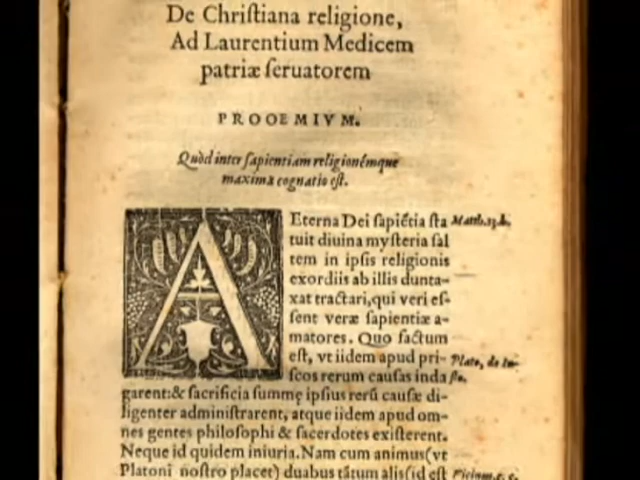 De Chriſtiana religione,
Ad Laurentium Medicem
patriæ ſeruatorem
PROOEMIVM.
Quòd inter ſapientiam religionémque
maxima cognatio eſt.
AEterna Dei ſapiẽtia ſta
tuit diuina myſteria ſal
tem in ipſis religionis
exordiis ab illis dunta-
xat tractari, qui veri eſ-
ſent veræ ſapientiæ a-
matores. Quo factum
eſt, vt iidem apud pri-
ſcos rerum cauſas inda
garent: & ſacrificia ſummę ipſius rerũ cauſæ di-
ligenter adminiſtrarent, atque iidem apud om-
nes gentes philoſophi & ſacerdotes exiſterent.
Neque id quidem iniuria. Nam cum animus (vt
Platoni noſtro placet) duabus tãtum alis (id eſt
Matth.
Plato, de